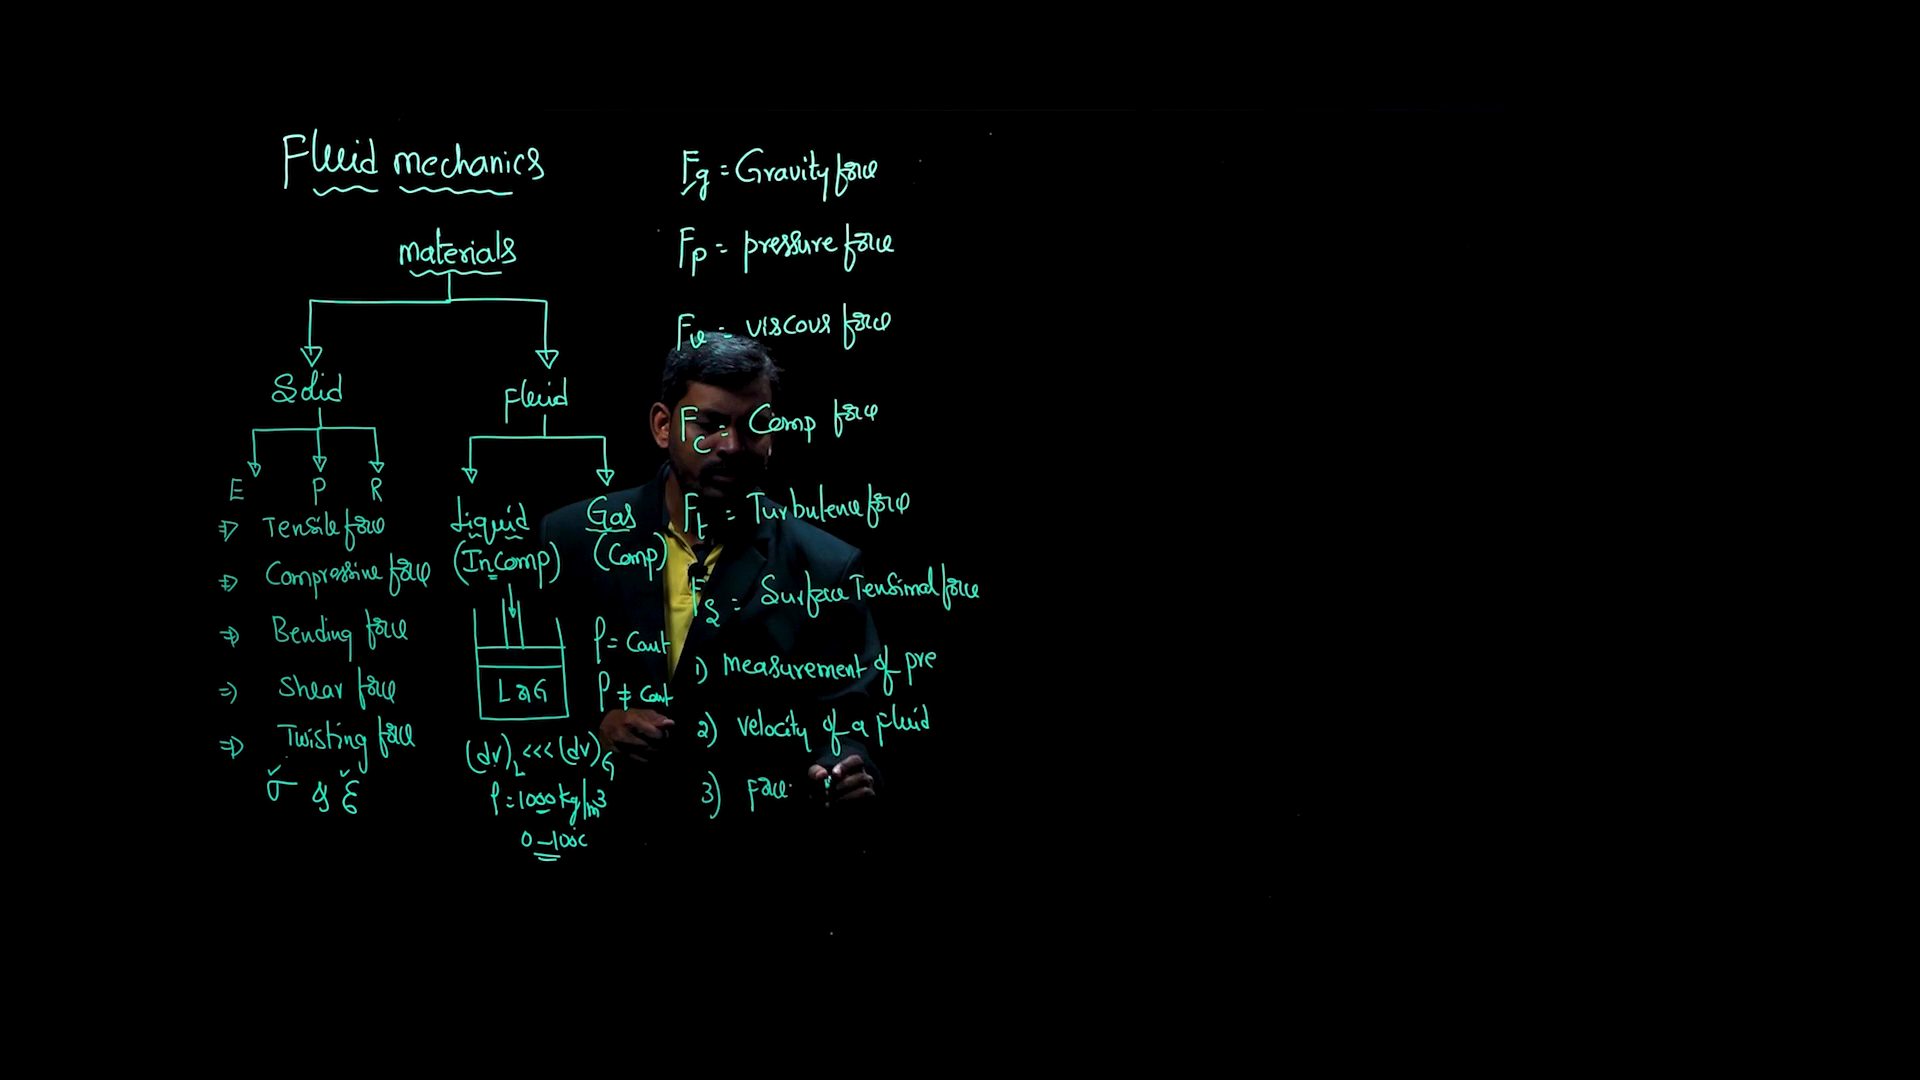 Fluid mechanics
materials
Solid
Fluid
E P R
⇒ Tensile force
⇒ Compressive force
⇒ Bending force
⇒ Shear force
⇒ Twisting force
σ & ε
Liquid
(Incomp)
Gas
(Comp)
L & G
ρ = Const
ρ ≠ Const
(dv)L <<< (dv)G
ρ = 1000 kg/m³
0-100°C
Fg = Gravity force
Fp = pressure force
Fv = viscous force
Fc = Comp force
Ft = Turbulence force
Fs = Surface Tensional force
1) measurement of pre
2) velocity of a Fluid
3) Force